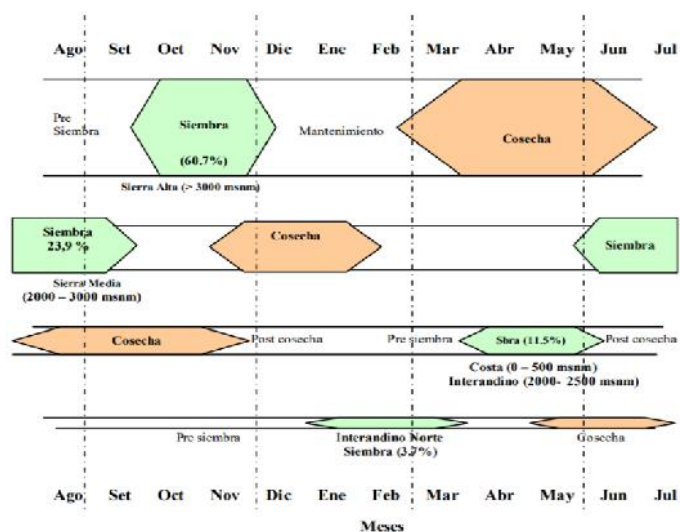 Ago Set Oct Nov Dic Ene Feb Mar Abr May Jun Jul
Pre
Siembra
Siembra
(60.7%)
Mantenimiento
Cosecha
Sierra Alta (> 3000 msnm)
Siembra
23,9 %
Cosecha
Siembra
Sierra Media
(2000 – 3000 msnm)
Cosecha
Post cosecha
Pre siembra
Sbra (11.5%)
Post cosecha
Costa (0 – 500 msnm)
Interandino (2000- 2500 msnm)
Pre siembra
Interandino Norte
Siembra (3.7%)
Cosecha
Ago Set Oct Nov Dic Ene Feb Mar Abr May Jun Jul
Meses